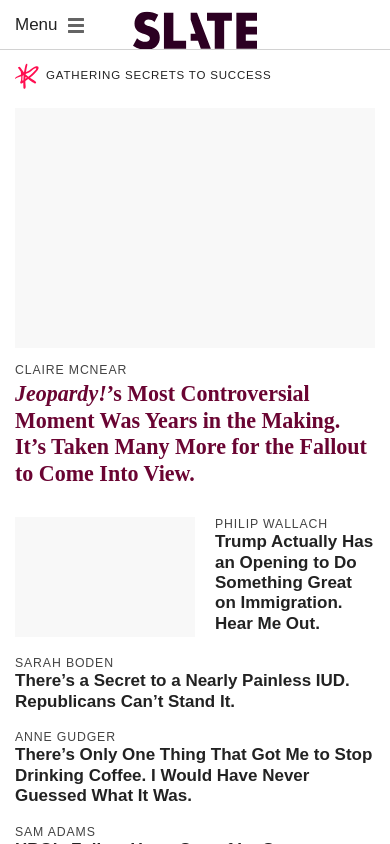 Menu
SLATE
GATHERING SECRETS TO SUCCESS
CLAIRE MCNEAR
Jeopardy!’s Most Controversial
Moment Was Years in the Making.
It’s Taken Many More for the Fallout
to Come Into View.
PHILIP WALLACH
Trump Actually Has
an Opening to Do
Something Great
on Immigration.
Hear Me Out.
SARAH BODEN
There’s a Secret to a Nearly Painless IUD.
Republicans Can’t Stand It.
ANNE GUDGER
There’s Only One Thing That Got Me to Stop
Drinking Coffee. I Would Have Never
Guessed What It Was.
SAM ADAMS